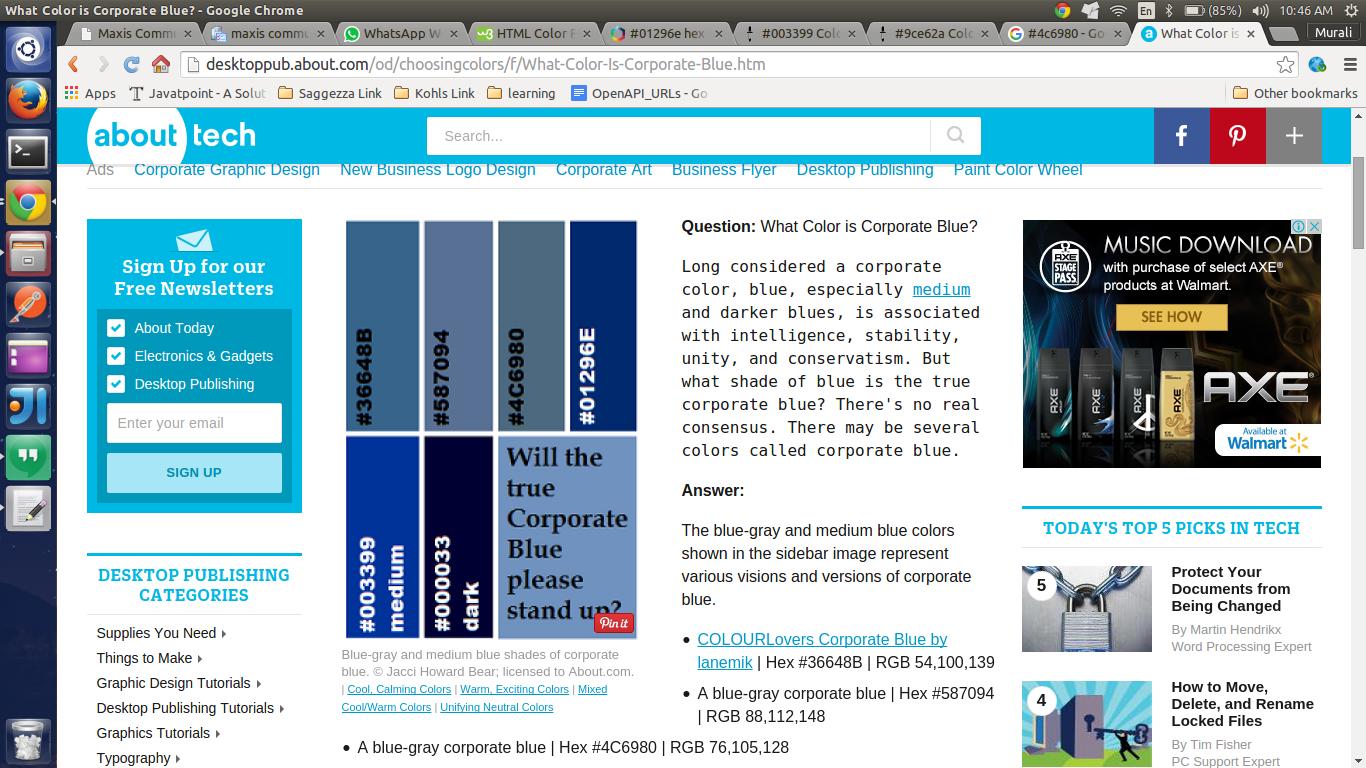 What Color is Corporate Blue? - Google Chrome
En
(85%)
10:46 AM
Maxis Commu
maxis commu
WhatsApp W
HTML Color P
#01296e hex
#003399 Colo
#9ce62a Colo
#4c6980 - Go
What Color is
Murali
desktoppub.about.com/od/choosingcolors/f/What-Color-Is-Corporate-Blue.htm
Apps
Javatpoint - A Solut
Saggezza Link
Kohls Link
learning
OpenAPI_URLs - Go
Other bookmarks
about tech
Search...
Ads
Corporate Graphic Design
New Business Logo Design
Corporate Art
Business Flyer
Desktop Publishing
Paint Color Wheel
Sign Up for our
Free Newsletters
About Today
Electronics & Gadgets
Desktop Publishing
Enter your email
SIGN UP
DESKTOP PUBLISHING
CATEGORIES
Supplies You Need
Things to Make
Graphic Design Tutorials
Desktop Publishing Tutorials
Graphics Tutorials
Typography
#36648B
#587094
#4C6980
#01296E
#003399
medium
#000033
dark
Will the
true
Corporate
Blue
please
stand up?
Pin it
Blue-gray and medium blue shades of corporate
blue. © Jacci Howard Bear; licensed to About.com.
| Cool, Calming Colors | Warm, Exciting Colors | Mixed
Cool/Warm Colors | Unifying Neutral Colors
Question: What Color is Corporate Blue?
Long considered a corporate
color, blue, especially medium
and darker blues, is associated
with intelligence, stability,
unity, and conservatism. But
what shade of blue is the true
corporate blue? There's no real
consensus. There may be several
colors called corporate blue.
Answer:
The blue-gray and medium blue colors
shown in the sidebar image represent
various visions and versions of corporate
blue.
• COLOURLovers Corporate Blue by
lanemik | Hex #36648B | RGB 54,100,139
• A blue-gray corporate blue | Hex #587094
| RGB 88,112,148
• A blue-gray corporate blue | Hex #4C6980 | RGB 76,105,128
AXE
STAGE
PASS
MUSIC DOWNLOAD
with purchase of select AXE®
products at Walmart.
SEE HOW
AXE
AXE
AXE
AXE
AXE®
Available at
Walmart
TODAY'S TOP 5 PICKS IN TECH
5
Protect Your
Documents from
Being Changed
By Martin Hendrikx
Word Processing Expert
4
How to Move,
Delete, and Rename
Locked Files
By Tim Fisher
PC Support Expert